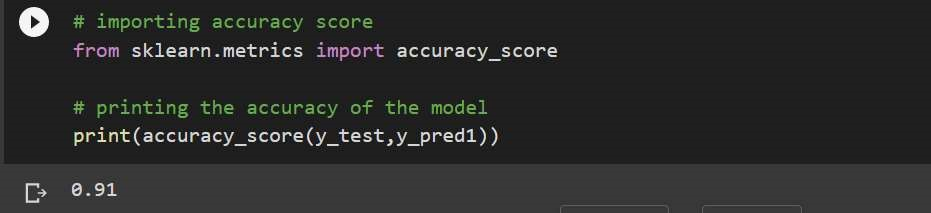 # importing accuracy score
from sklearn.metrics import accuracy_score
# printing the accuracy of the model
print(accuracy_score(y_test,y_pred1))
0.91